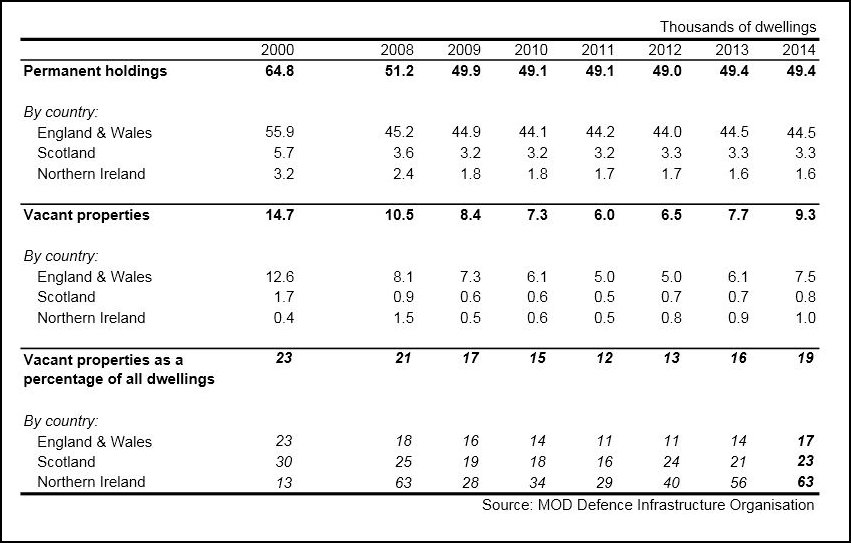 Thousands of dwellings
2000 2008 2009 2010 2011 2012 2013 2014
Permanent holdings 64.8 51.2 49.9 49.1 49.1 49.0 49.4 49.4
By country:
England & Wales 55.9 45.2 44.9 44.1 44.2 44.0 44.5 44.5
Scotland 5.7 3.6 3.2 3.2 3.2 3.3 3.3 3.3
Northern Ireland 3.2 2.4 1.8 1.8 1.7 1.7 1.6 1.6
Vacant properties 14.7 10.5 8.4 7.3 6.0 6.5 7.7 9.3
By country:
England & Wales 12.6 8.1 7.3 6.1 5.0 5.0 6.1 7.5
Scotland 1.7 0.9 0.6 0.6 0.5 0.7 0.7 0.8
Northern Ireland 0.4 1.5 0.5 0.6 0.5 0.8 0.9 1.0
Vacant properties as a 23 21 17 15 12 13 16 19
percentage of all dwellings
By country:
England & Wales 23 18 16 14 11 11 14 17
Scotland 30 25 19 18 16 24 21 23
Northern Ireland 13 63 28 34 29 40 56 63
Source: MOD Defence Infrastructure Organisation